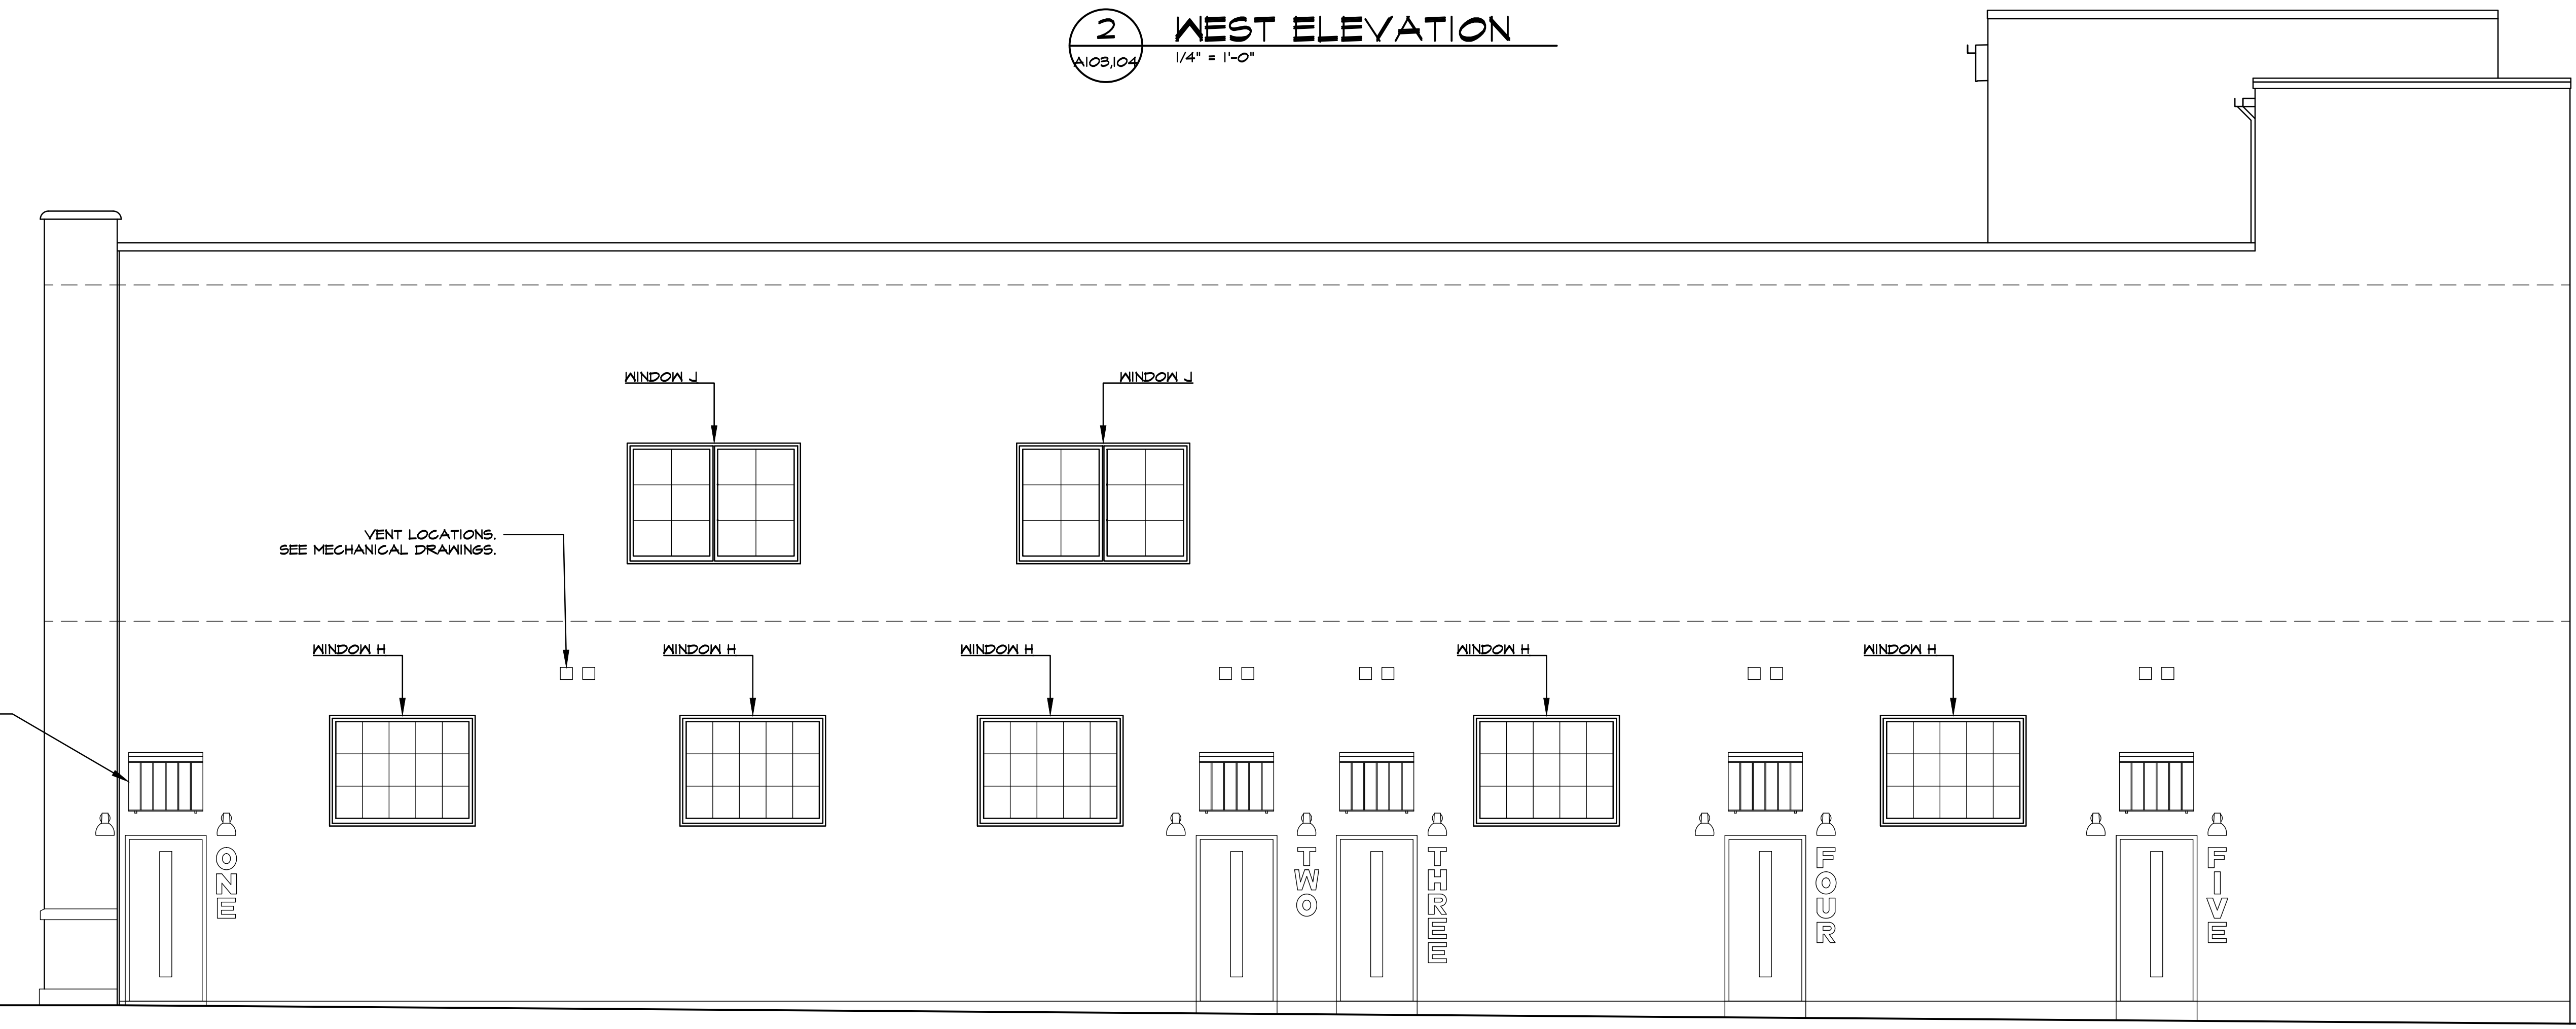 2
A103,104
WEST ELEVATION
1/4" = 1'-0"
WINDOW J
WINDOW J
VENT LOCATIONS.
SEE MECHANICAL DRAWINGS.
WINDOW H
WINDOW H
WINDOW H
WINDOW H
WINDOW H
ONE
TWO
THREE
FOUR
FIVE